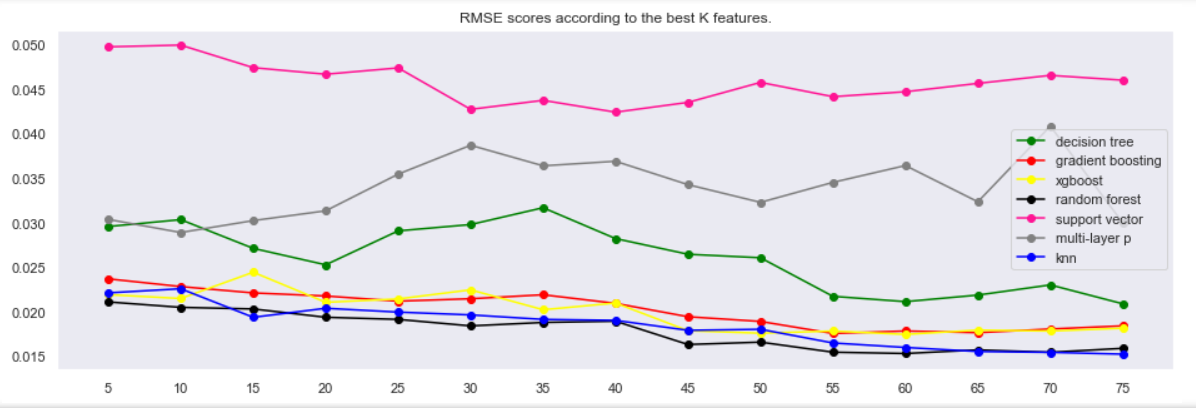 RMSE scores according to the best K features.
0.050
0.045
0.040
0.035
0.030
0.025
0.020
0.015
decision tree
gradient boosting
xgboost
random forest
support vector
multi-layer p
knn
5 10 15 20 25 30 35 40 45 50 55 60 65 70 75